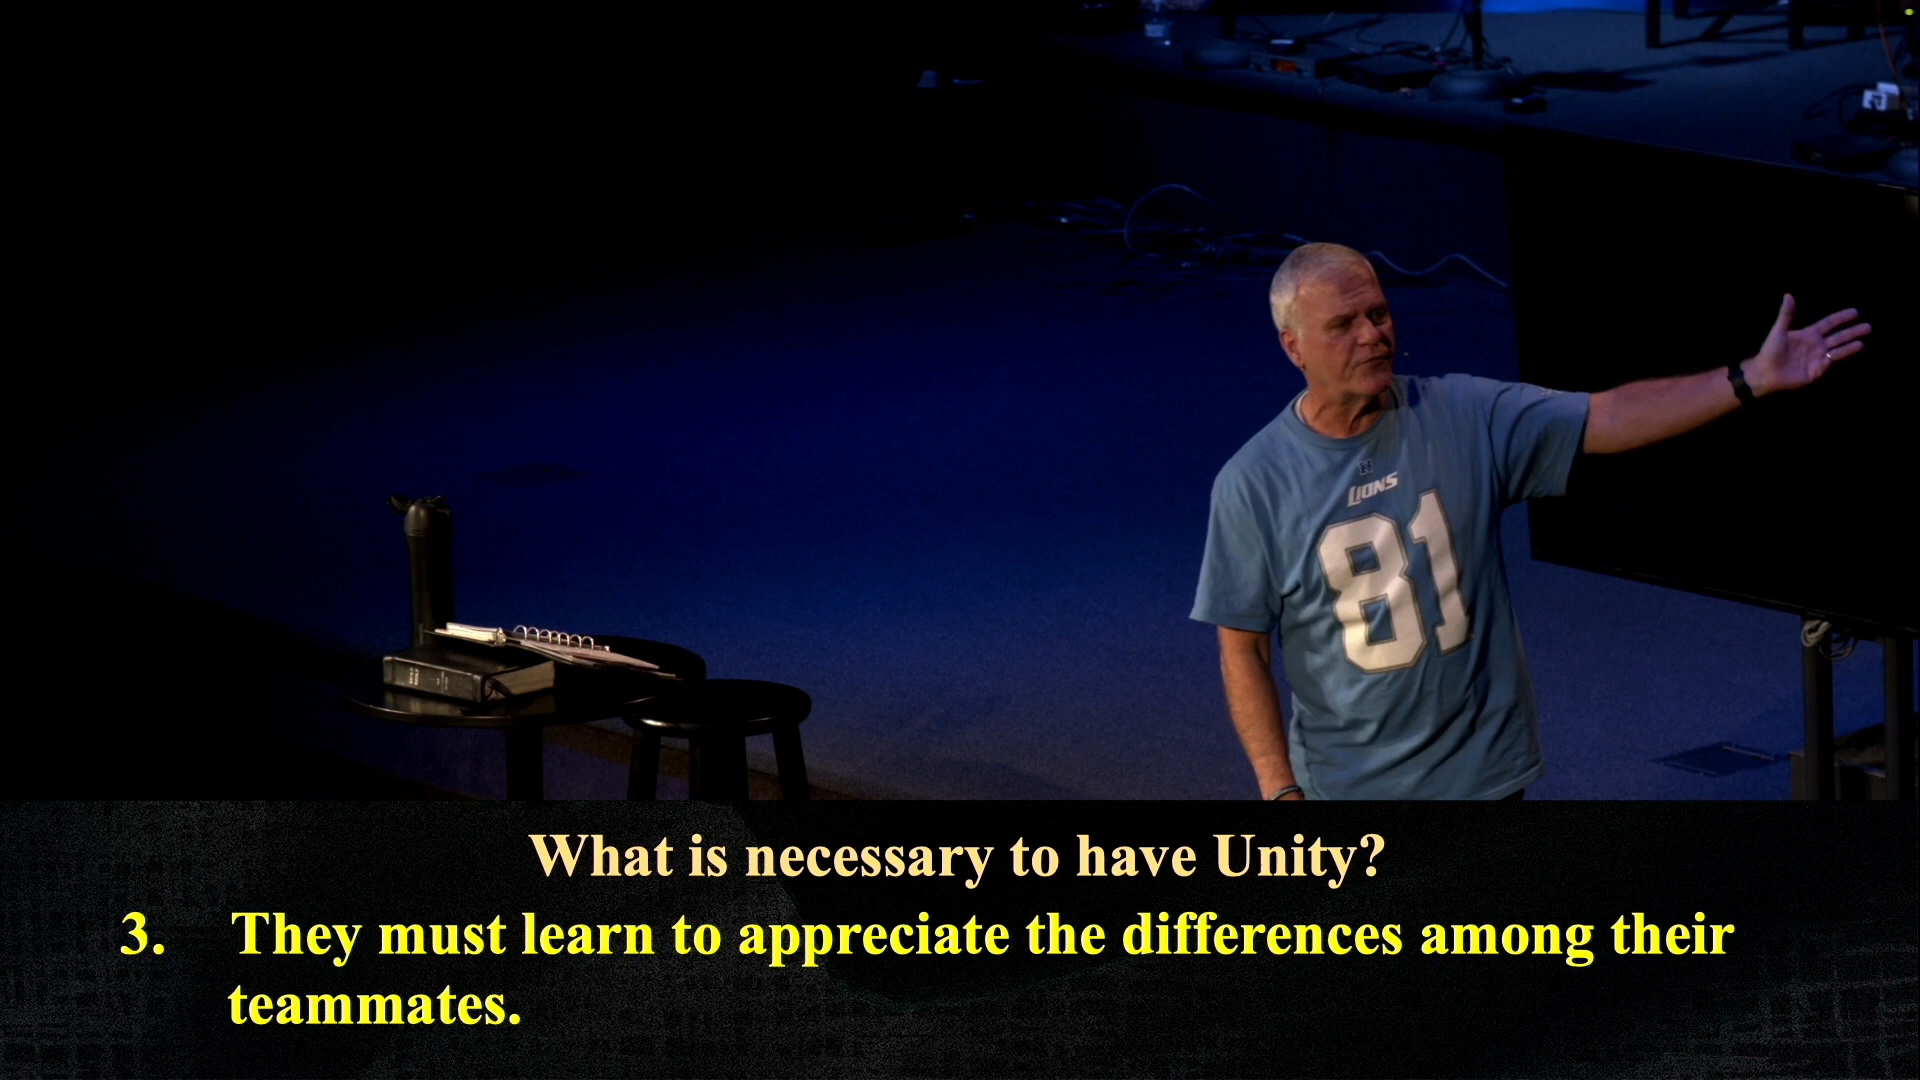 LIONS
81
What is necessary to have Unity?
3. They must learn to appreciate the differences among their
teammates.